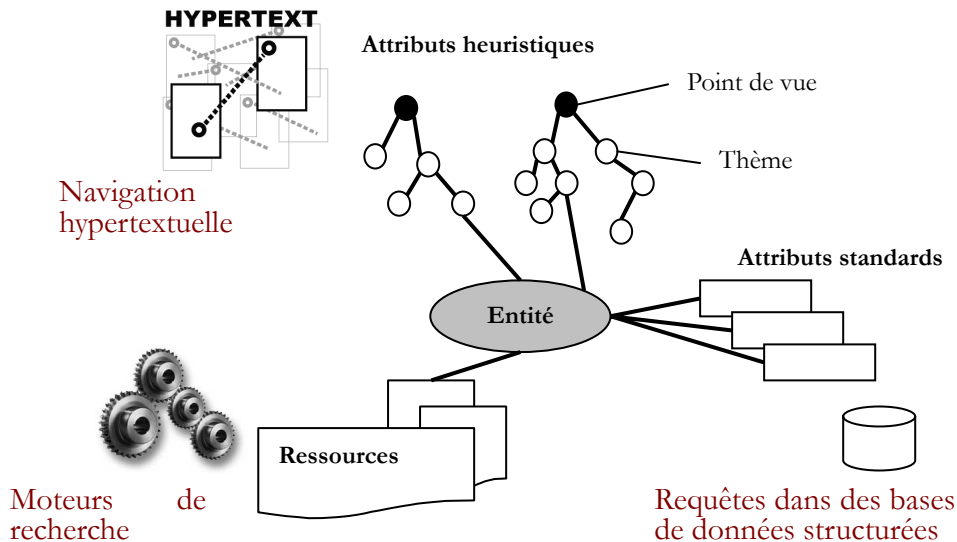 HYPERTEXT
Attributs heuristiques
Point de vue
Thème
Navigation
hypertextuelle
Attributs standards
Entité
Ressources
Moteurs de
recherche
Requêtes dans des bases
de données structurées